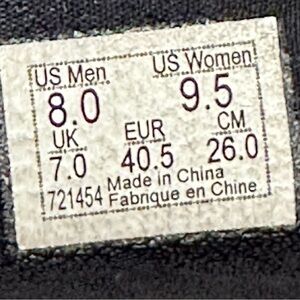 US Men US Women
8.0 9.5
UK EUR CM
7.0 40.5 26.0
721454 Made in China
Fabrique en Chine